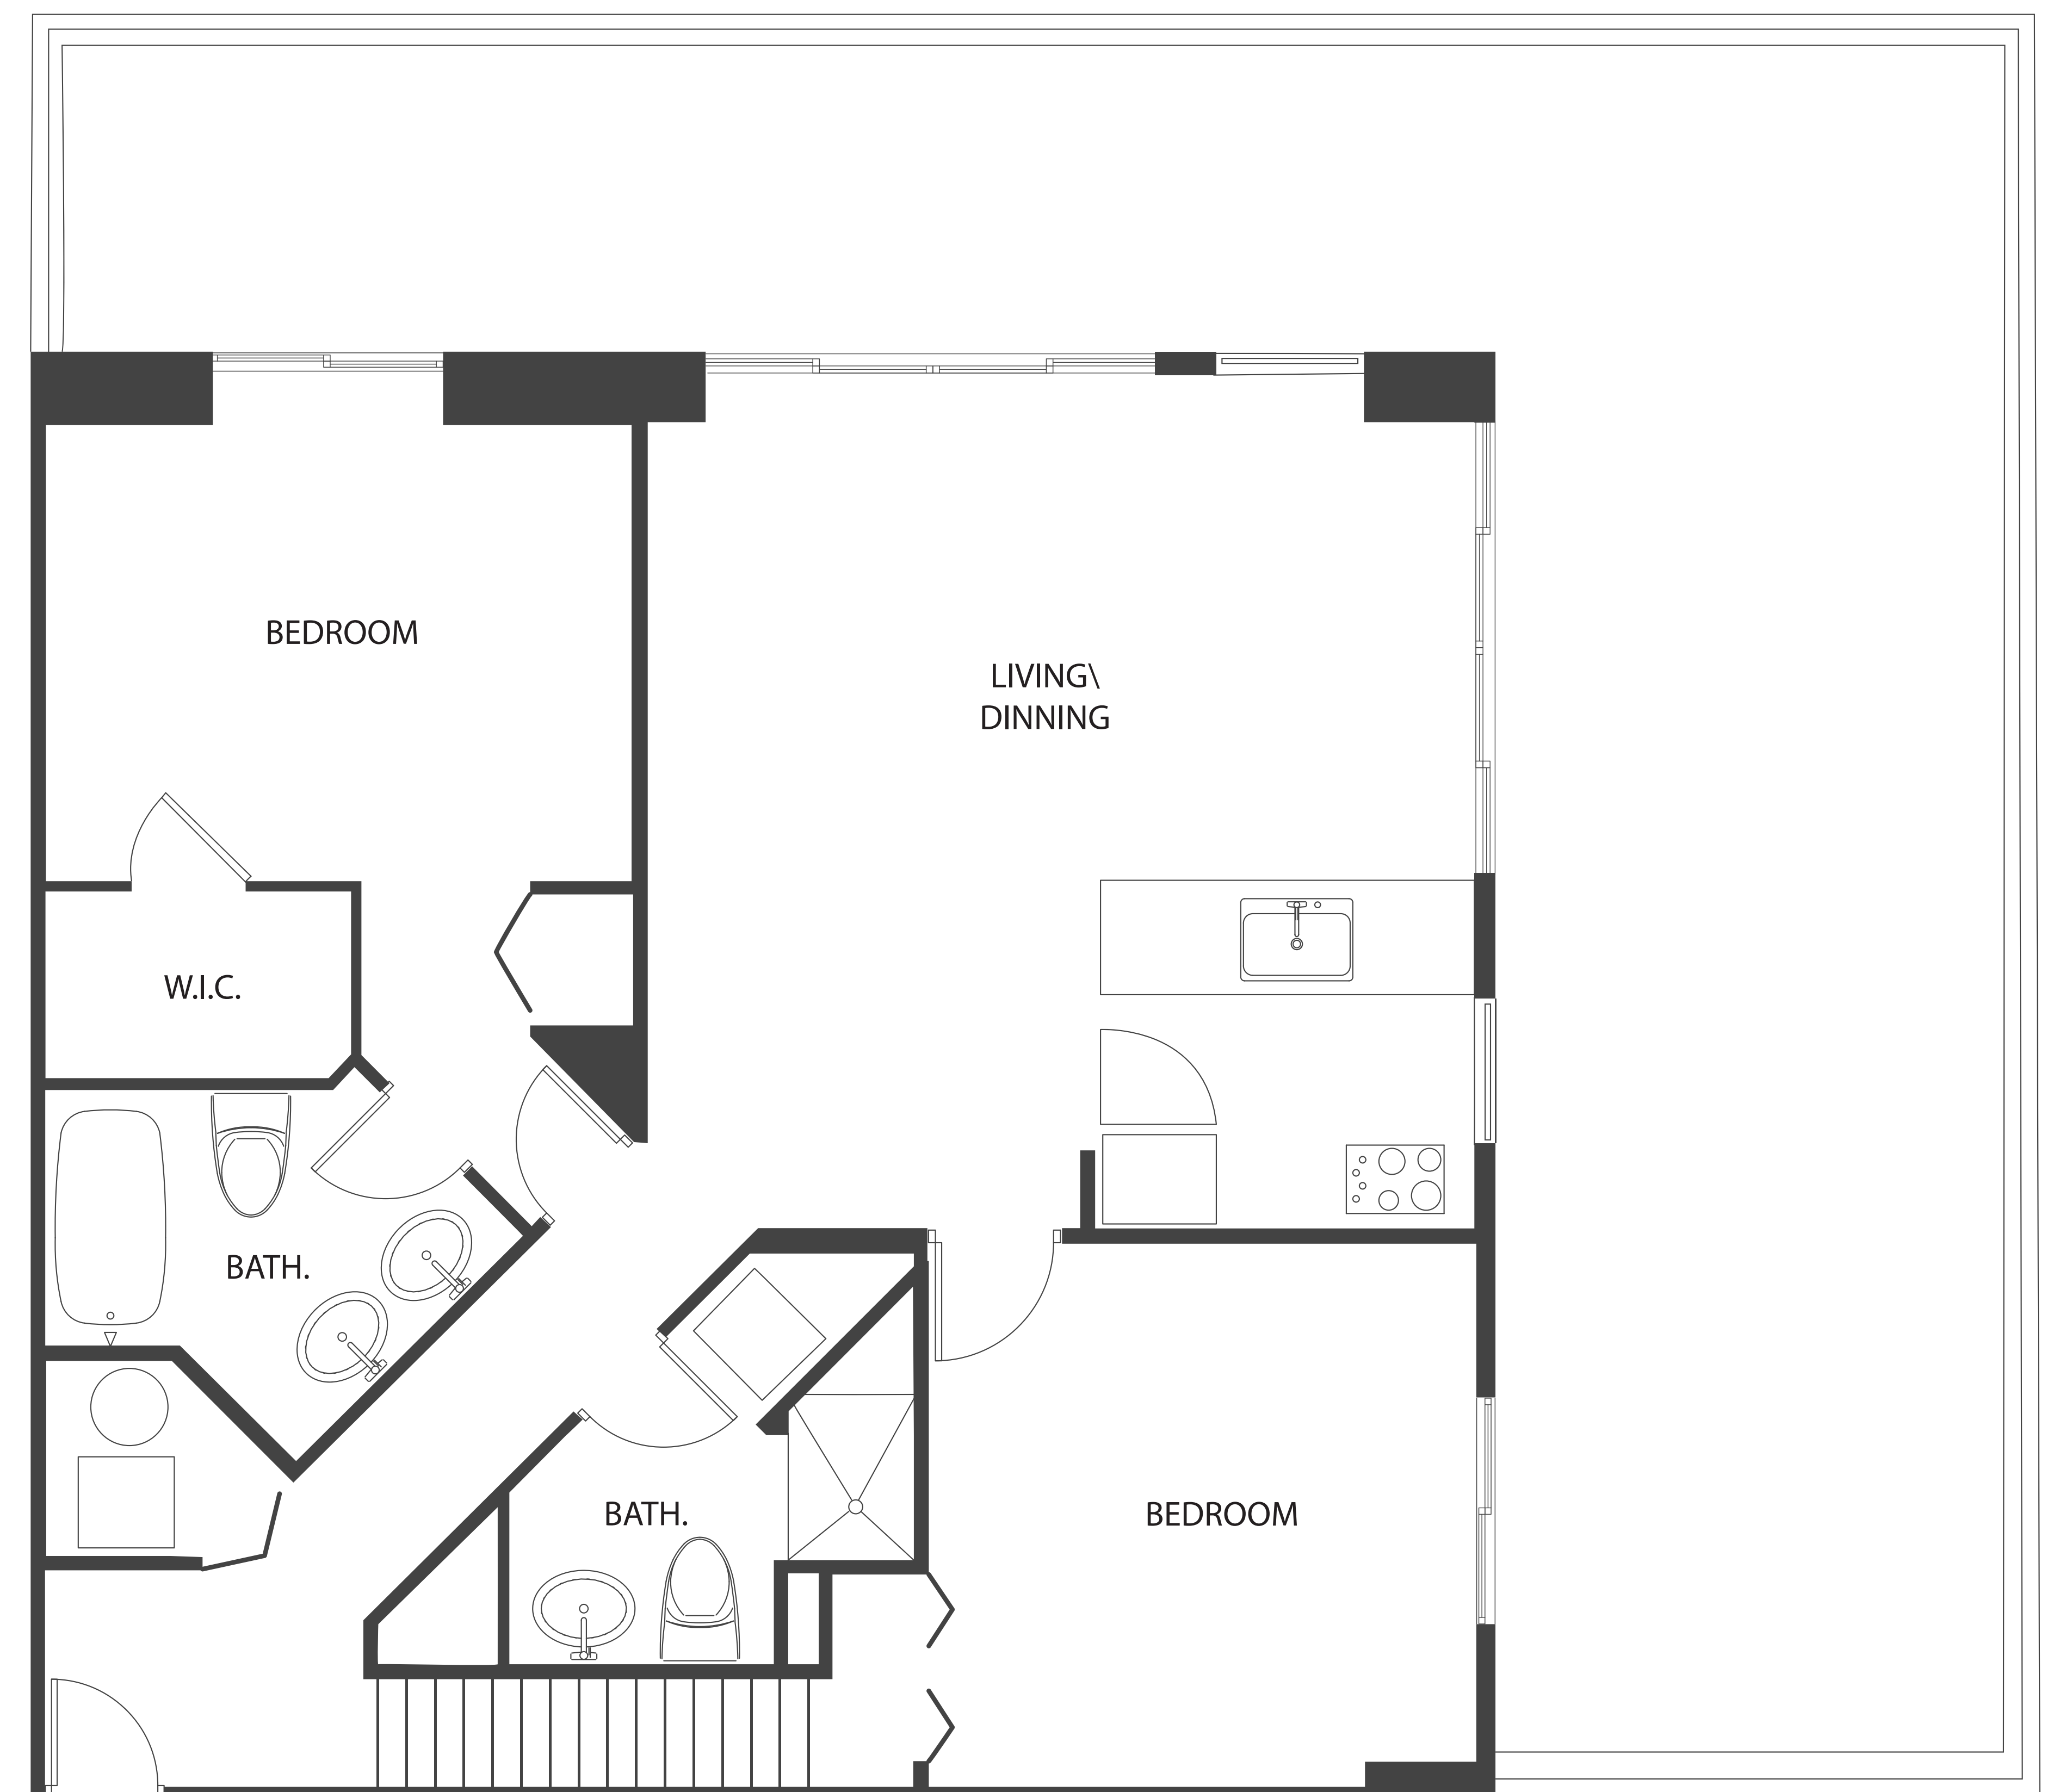 BEDROOM
LIVING\
DINNING
W.I.C.
BATH.
BATH.
BEDROOM